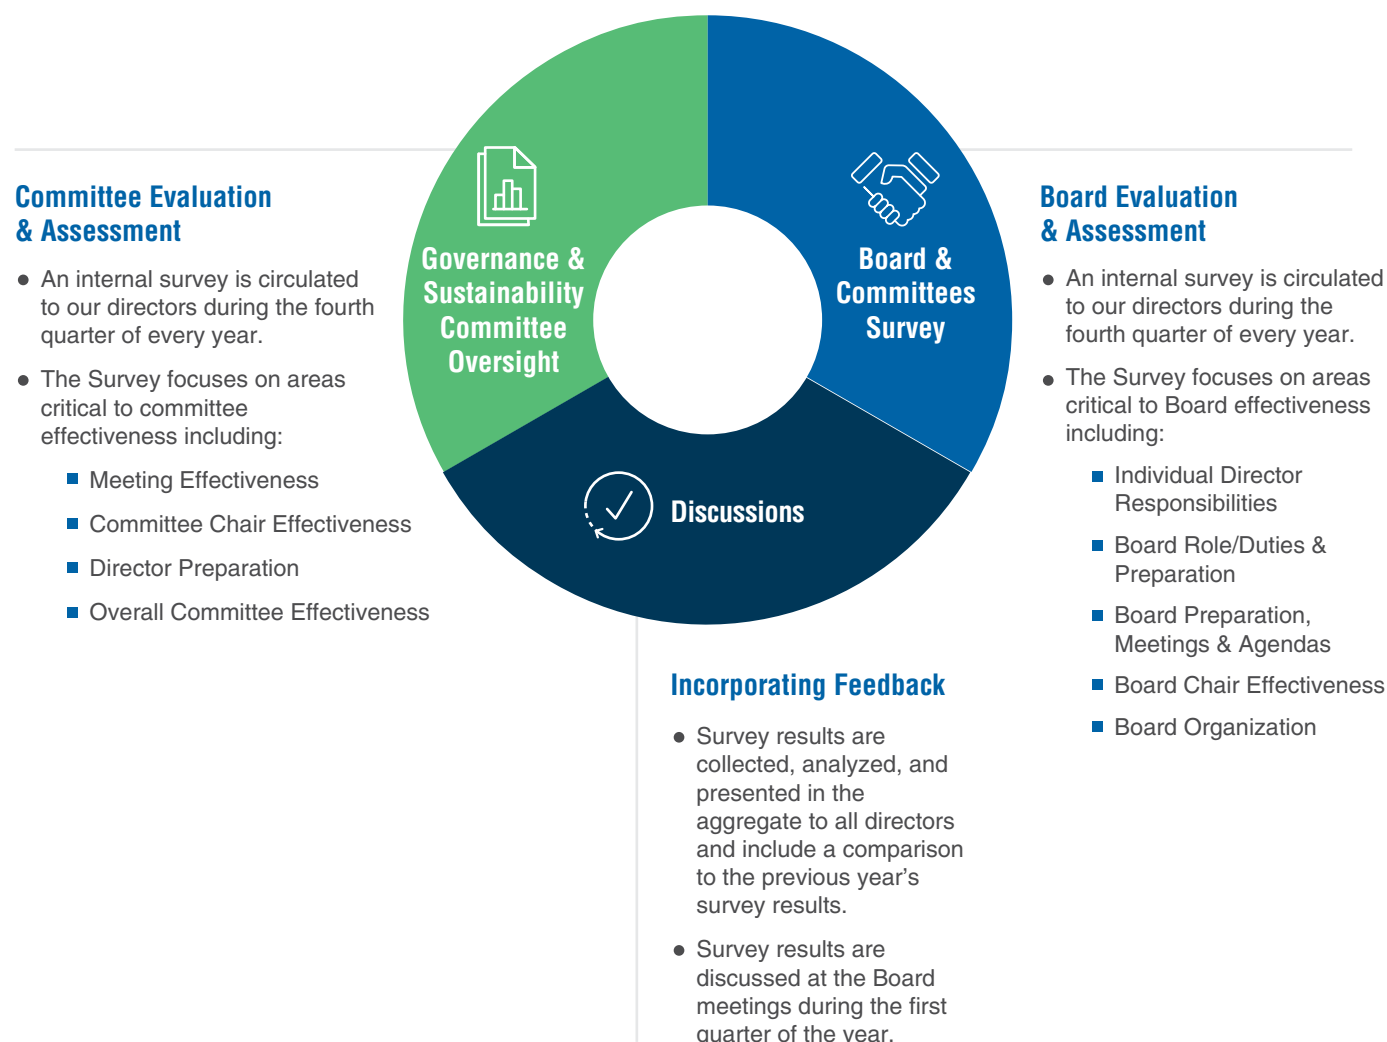 Governance &
Sustainability
Committee
Oversight
Board &
Committees
Survey
Discussions
Committee Evaluation
& Assessment
● An internal survey is circulated
to our directors during the fourth
quarter of every year.
● The Survey focuses on areas
critical to committee
effectiveness including:
■ Meeting Effectiveness
■ Committee Chair Effectiveness
■ Director Preparation
■ Overall Committee Effectiveness
Board Evaluation
& Assessment
● An internal survey is circulated
to our directors during the
fourth quarter of every year.
● The Survey focuses on areas
critical to Board effectiveness
including:
■ Individual Director
Responsibilities
■ Board Role/Duties &
Preparation
■ Board Preparation,
Meetings & Agendas
■ Board Chair Effectiveness
■ Board Organization
Incorporating Feedback
● Survey results are
collected, analyzed, and
presented in the
aggregate to all directors
and include a comparison
to the previous year’s
survey results.
● Survey results are
discussed at the Board
meetings during the first
quarter of the year.